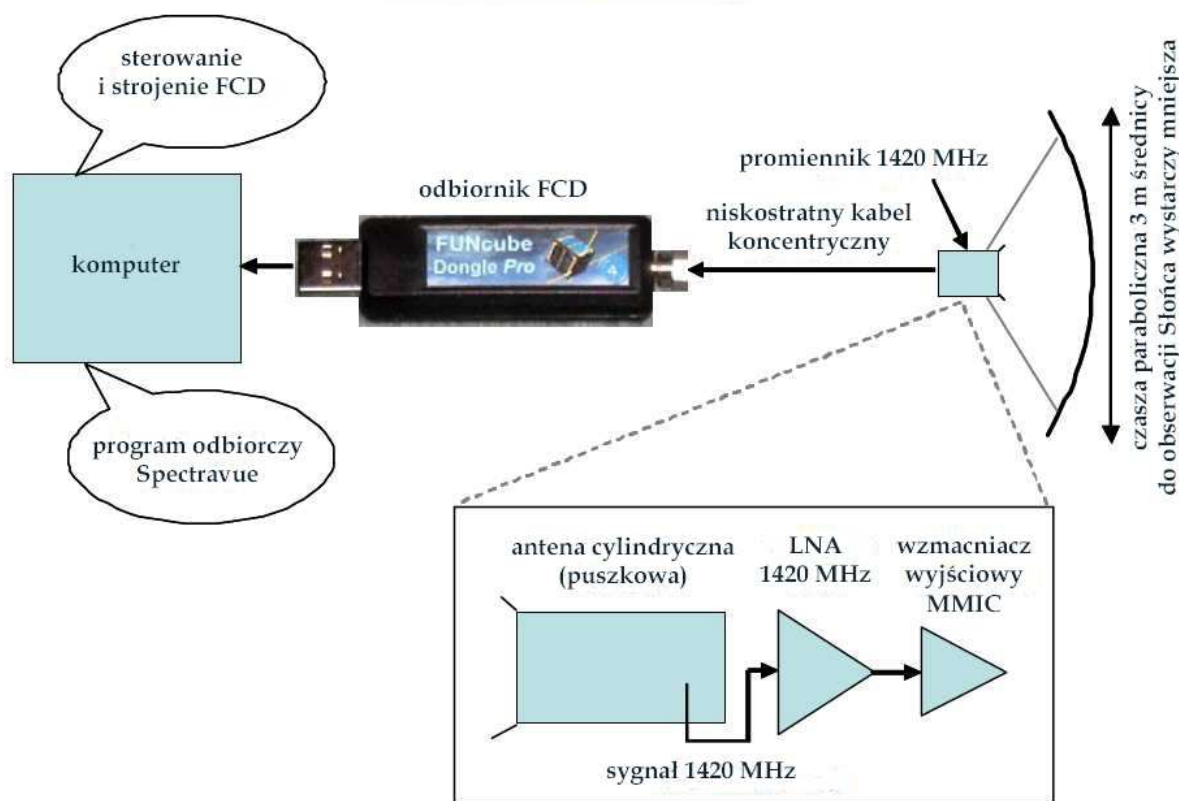 sterowanie
i strojenie FCD
komputer
program odbiorczy
Spectravue
odbiornik FCD
FUNcube
Dongle Pro
4
promiennik 1420 MHz
niskostratny kabel
koncentryczny
czasza paraboliczna 3 m średnicy
do obserwacji Słońca wystarczy mniejsza
antena cylindryczna
(puszkowa)
LNA
1420 MHz
wzmacniacz
wyjściowy
MMIC
sygnał 1420 MHz